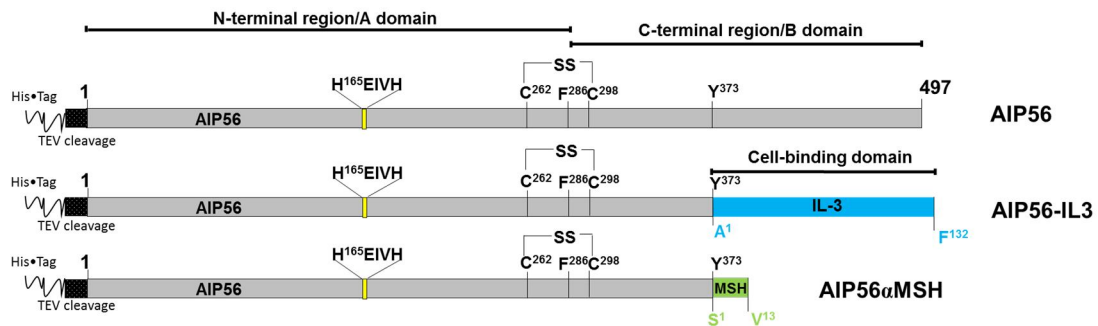 N-terminal region/A domain
C-terminal region/B domain
SS
His•Tag 1 H¹⁶⁵EIVH C²⁶² F²⁸⁶ C²⁹⁸ Y³⁷³ 497
AIP56 AIP56
TEV cleavage
SS Cell-binding domain
His•Tag 1 H¹⁶⁵EIVH C²⁶² F²⁸⁶ C²⁹⁸ Y³⁷³
AIP56 IL-3 AIP56-IL3
TEV cleavage A¹ F¹³²
SS
His•Tag 1 H¹⁶⁵EIVH C²⁶² F²⁸⁶ C²⁹⁸ Y³⁷³
AIP56 MSH AIP56αMSH
TEV cleavage S¹ V¹³